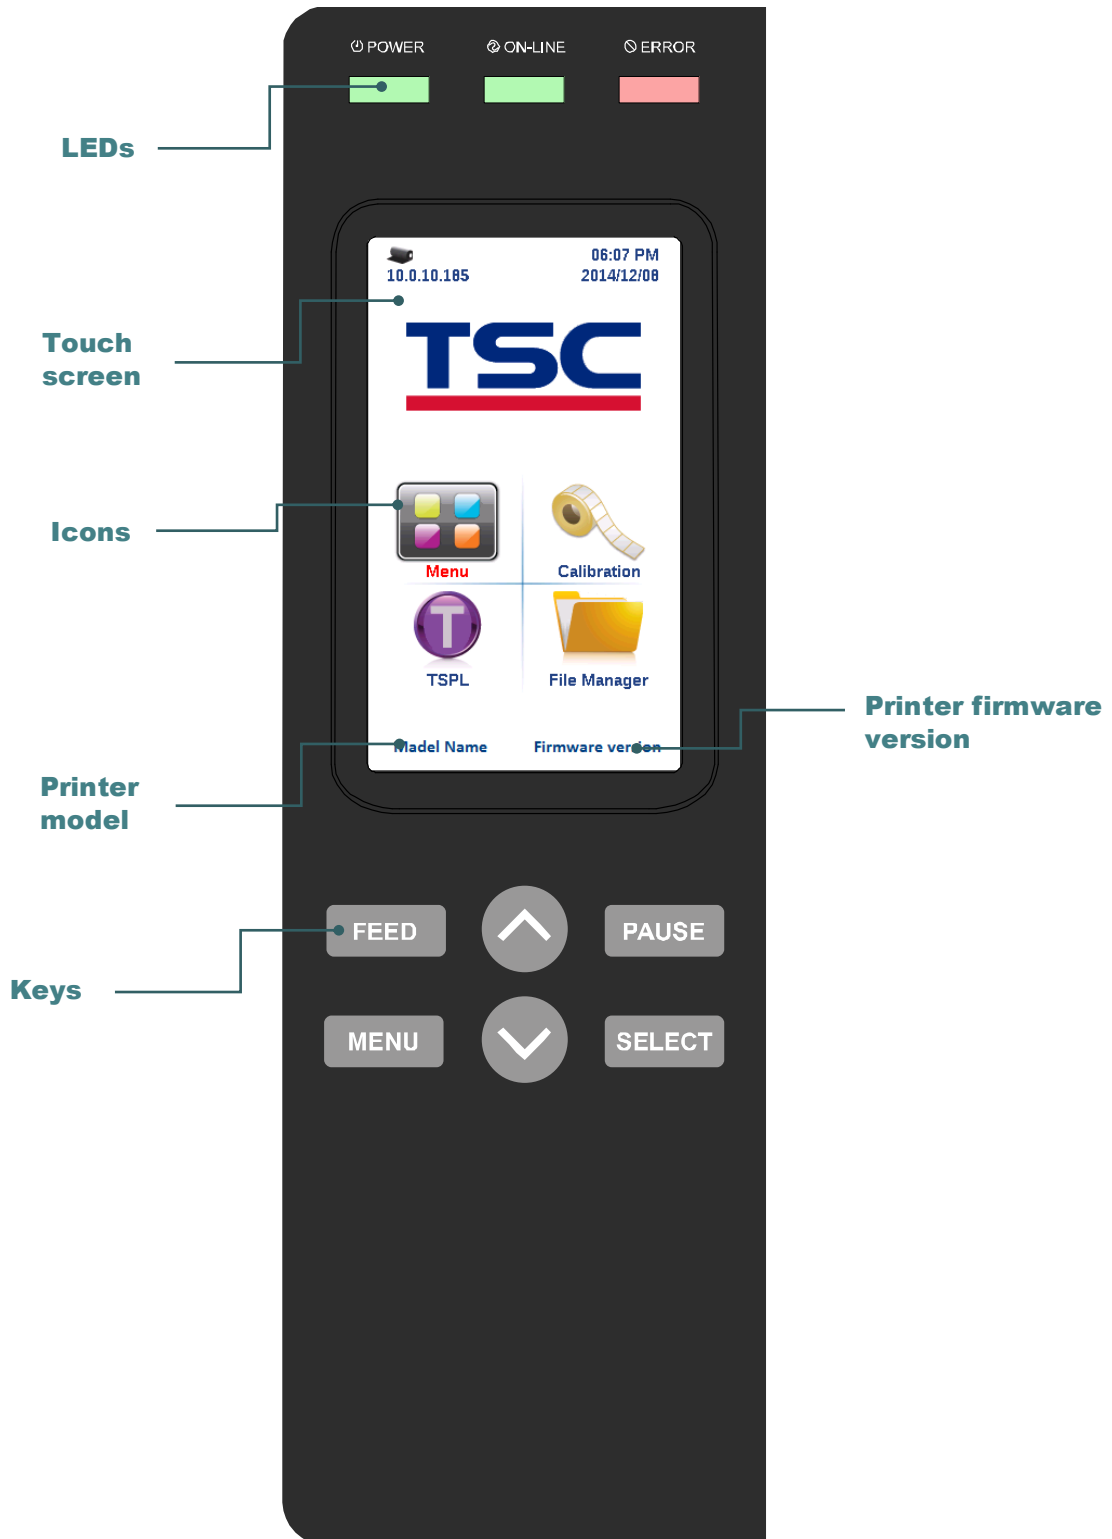 POWER ON-LINE ERROR
LEDs
06:07 PM
10.0.10.185 2014/12/08
TSC
Touch
screen
Icons
Menu Calibration
T
TSPL File Manager
Printer firmware
version
Madel Name Firmware version
Printer
model
FEED PAUSE
Keys
MENU SELECT